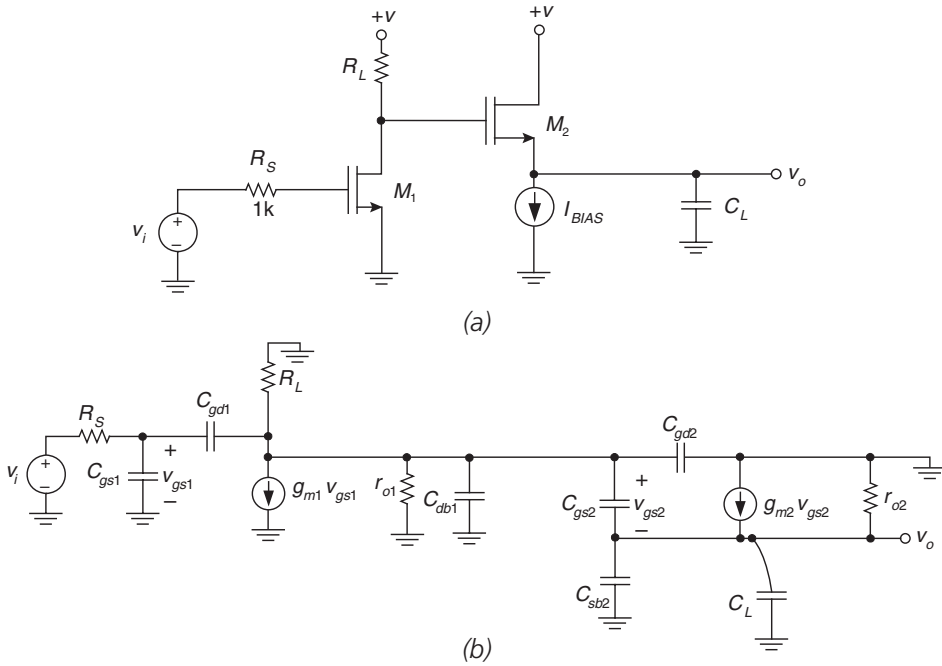 +v
+v
R_L
M_2
R_S
1k
M_1
v_o
v_i
+
−
I_BIAS
C_L
(a)
R_L
C_gd1
R_S
C_gd2
v_i
+
−
C_gs1
+
v_gs1
−
g_m1 v_gs1
r_o1
C_db1
C_gs2
+
v_gs2
−
g_m2 v_gs2
r_o2
v_o
C_sb2
C_L
(b)